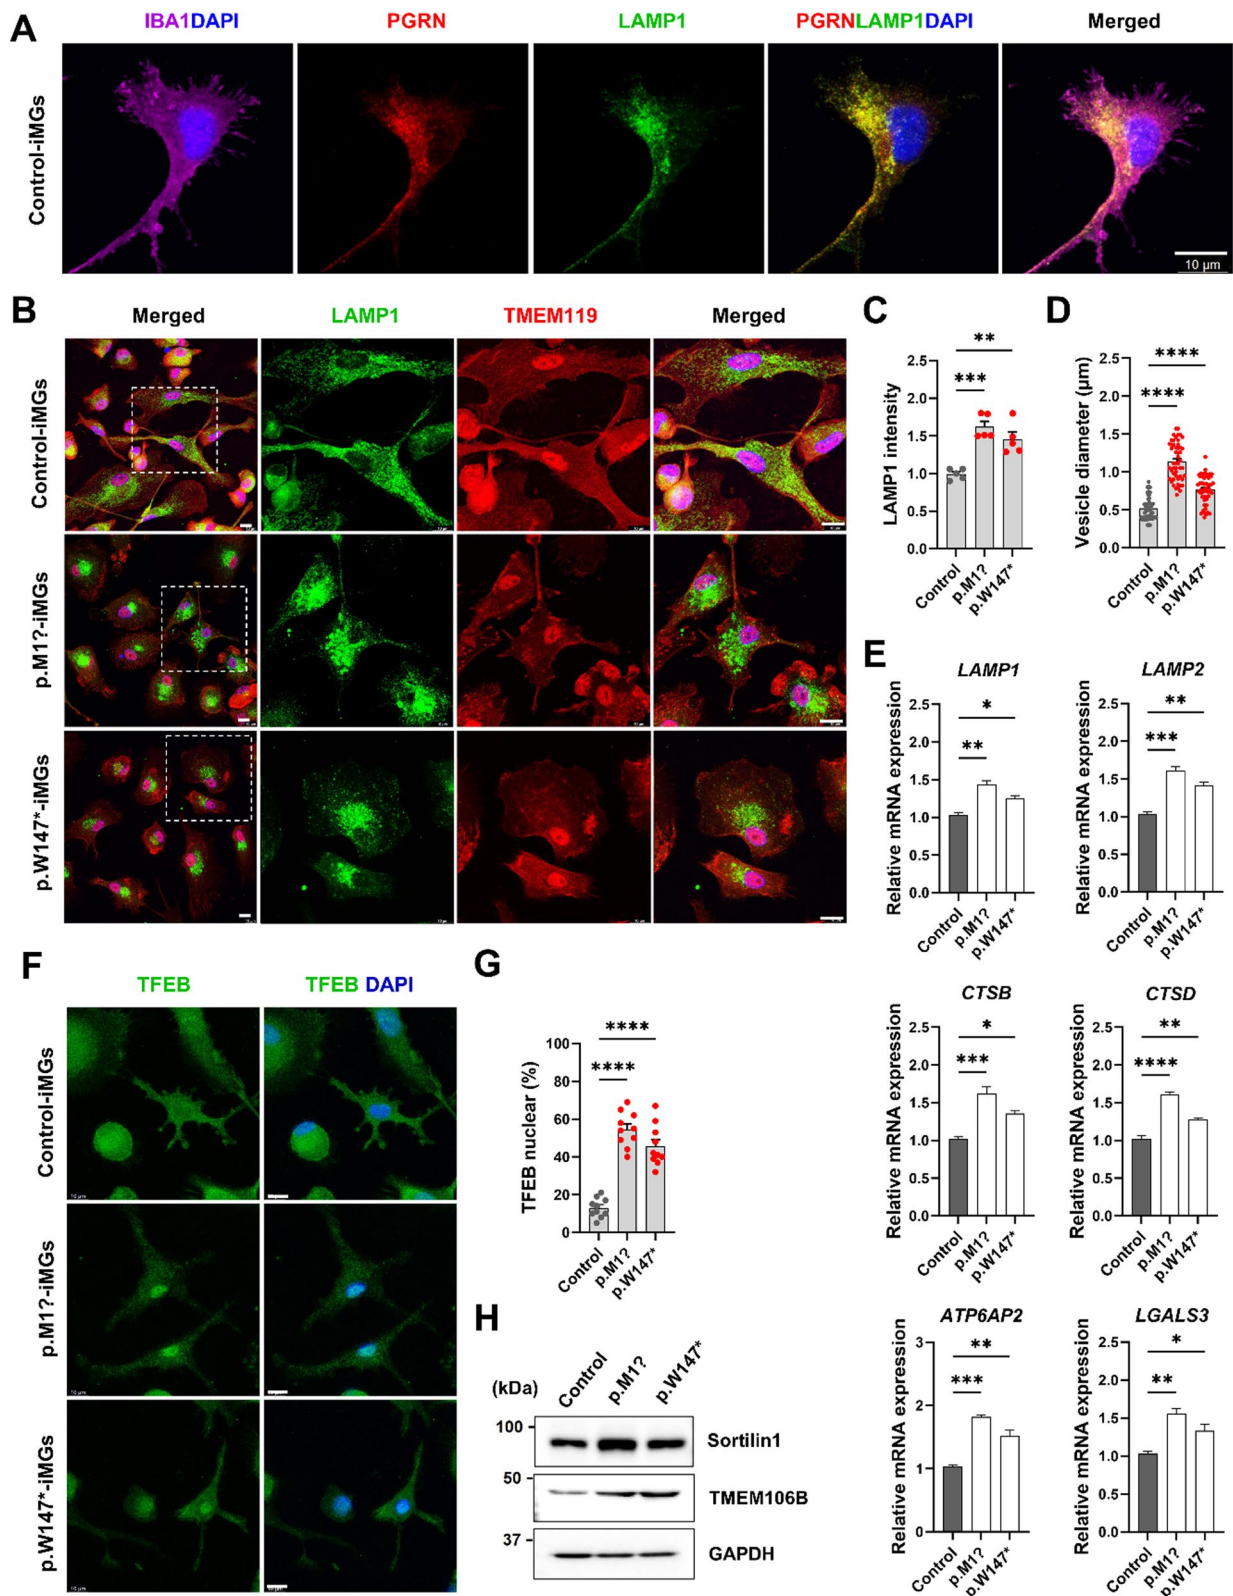 A
IBA1DAPI PGRN LAMP1 PGRNLAMP1DAPI Merged
Control-iMGs
10 µm
B
Merged LAMP1 TMEM119 Merged
Control-iMGs
p.M1?-iMGs
p.W147*-iMGs
C
LAMP1 intensity
2.5
2.0
1.5
1.0
0.5
0.0
**
***
Control p.M1? p.W147*
D
Vesicle diameter (µm)
2.5
2.0
1.5
1.0
0.5
0.0
****
****
Control p.M1? p.W147*
E
LAMP1
Relative mRNA expression
2.5
2.0
1.5
1.0
0.5
0.0
*
**
Control p.M1? p.W147*
LAMP2
Relative mRNA expression
2.5
2.0
1.5
1.0
0.5
0.0
**
***
Control p.M1? p.W147*
CTSB
Relative mRNA expression
2.5
2.0
1.5
1.0
0.5
0.0
*
***
Control p.M1? p.W147*
CTSD
Relative mRNA expression
2.5
2.0
1.5
1.0
0.5
0.0
**
****
Control p.M1? p.W147*
ATP6AP2
Relative mRNA expression
3
2
1
0
**
***
Control p.M1? p.W147*
LGALS3
Relative mRNA expression
2.5
2.0
1.5
1.0
0.5
0
*
**
Control p.M1? p.W147*
F
TFEB TFEB DAPI
Control-iMGs
p.M1?-iMGs
p.W147*-iMGs
10 µm
10 µm
10 µm
G
TFEB nuclear (%)
100
80
60
40
20
0
****
****
Control p.M1? p.W147*
H
Control p.M1? p.W147*
(kDa)
100
Sortilin1
50
TMEM106B
37
GAPDH